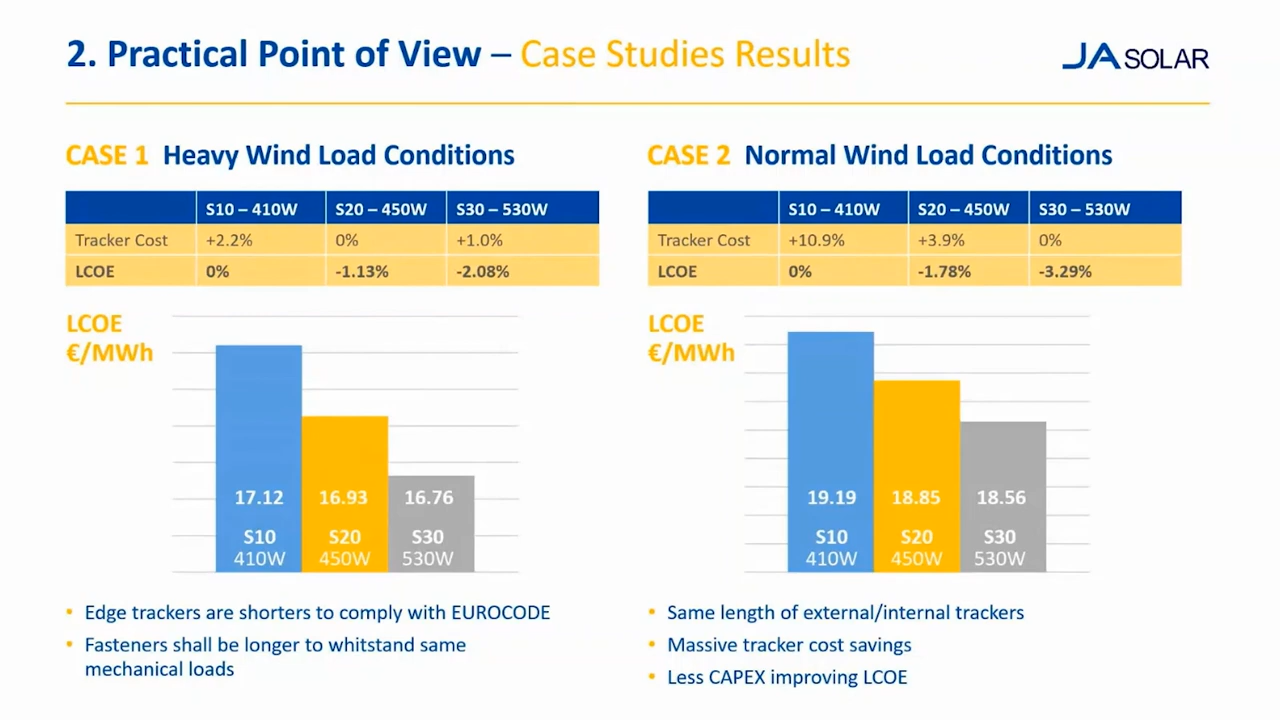 2. Practical Point of View – Case Studies Results
JA SOLAR
CASE 1 Heavy Wind Load Conditions
S10 – 410W S20 – 450W S30 – 530W
Tracker Cost +2.2% 0% +1.0%
LCOE 0% -1.13% -2.08%
LCOE
€/MWh
17.12 16.93 16.76
S10 S20 S30
410W 450W 530W
• Edge trackers are shorters to comply with EUROCODE
• Fasteners shall be longer to whitstand same
mechanical loads
CASE 2 Normal Wind Load Conditions
S10 – 410W S20 – 450W S30 – 530W
Tracker Cost +10.9% +3.9% 0%
LCOE 0% -1.78% -3.29%
LCOE
€/MWh
19.19 18.85 18.56
S10 S20 S30
410W 450W 530W
• Same length of external/internal trackers
• Massive tracker cost savings
• Less CAPEX improving LCOE